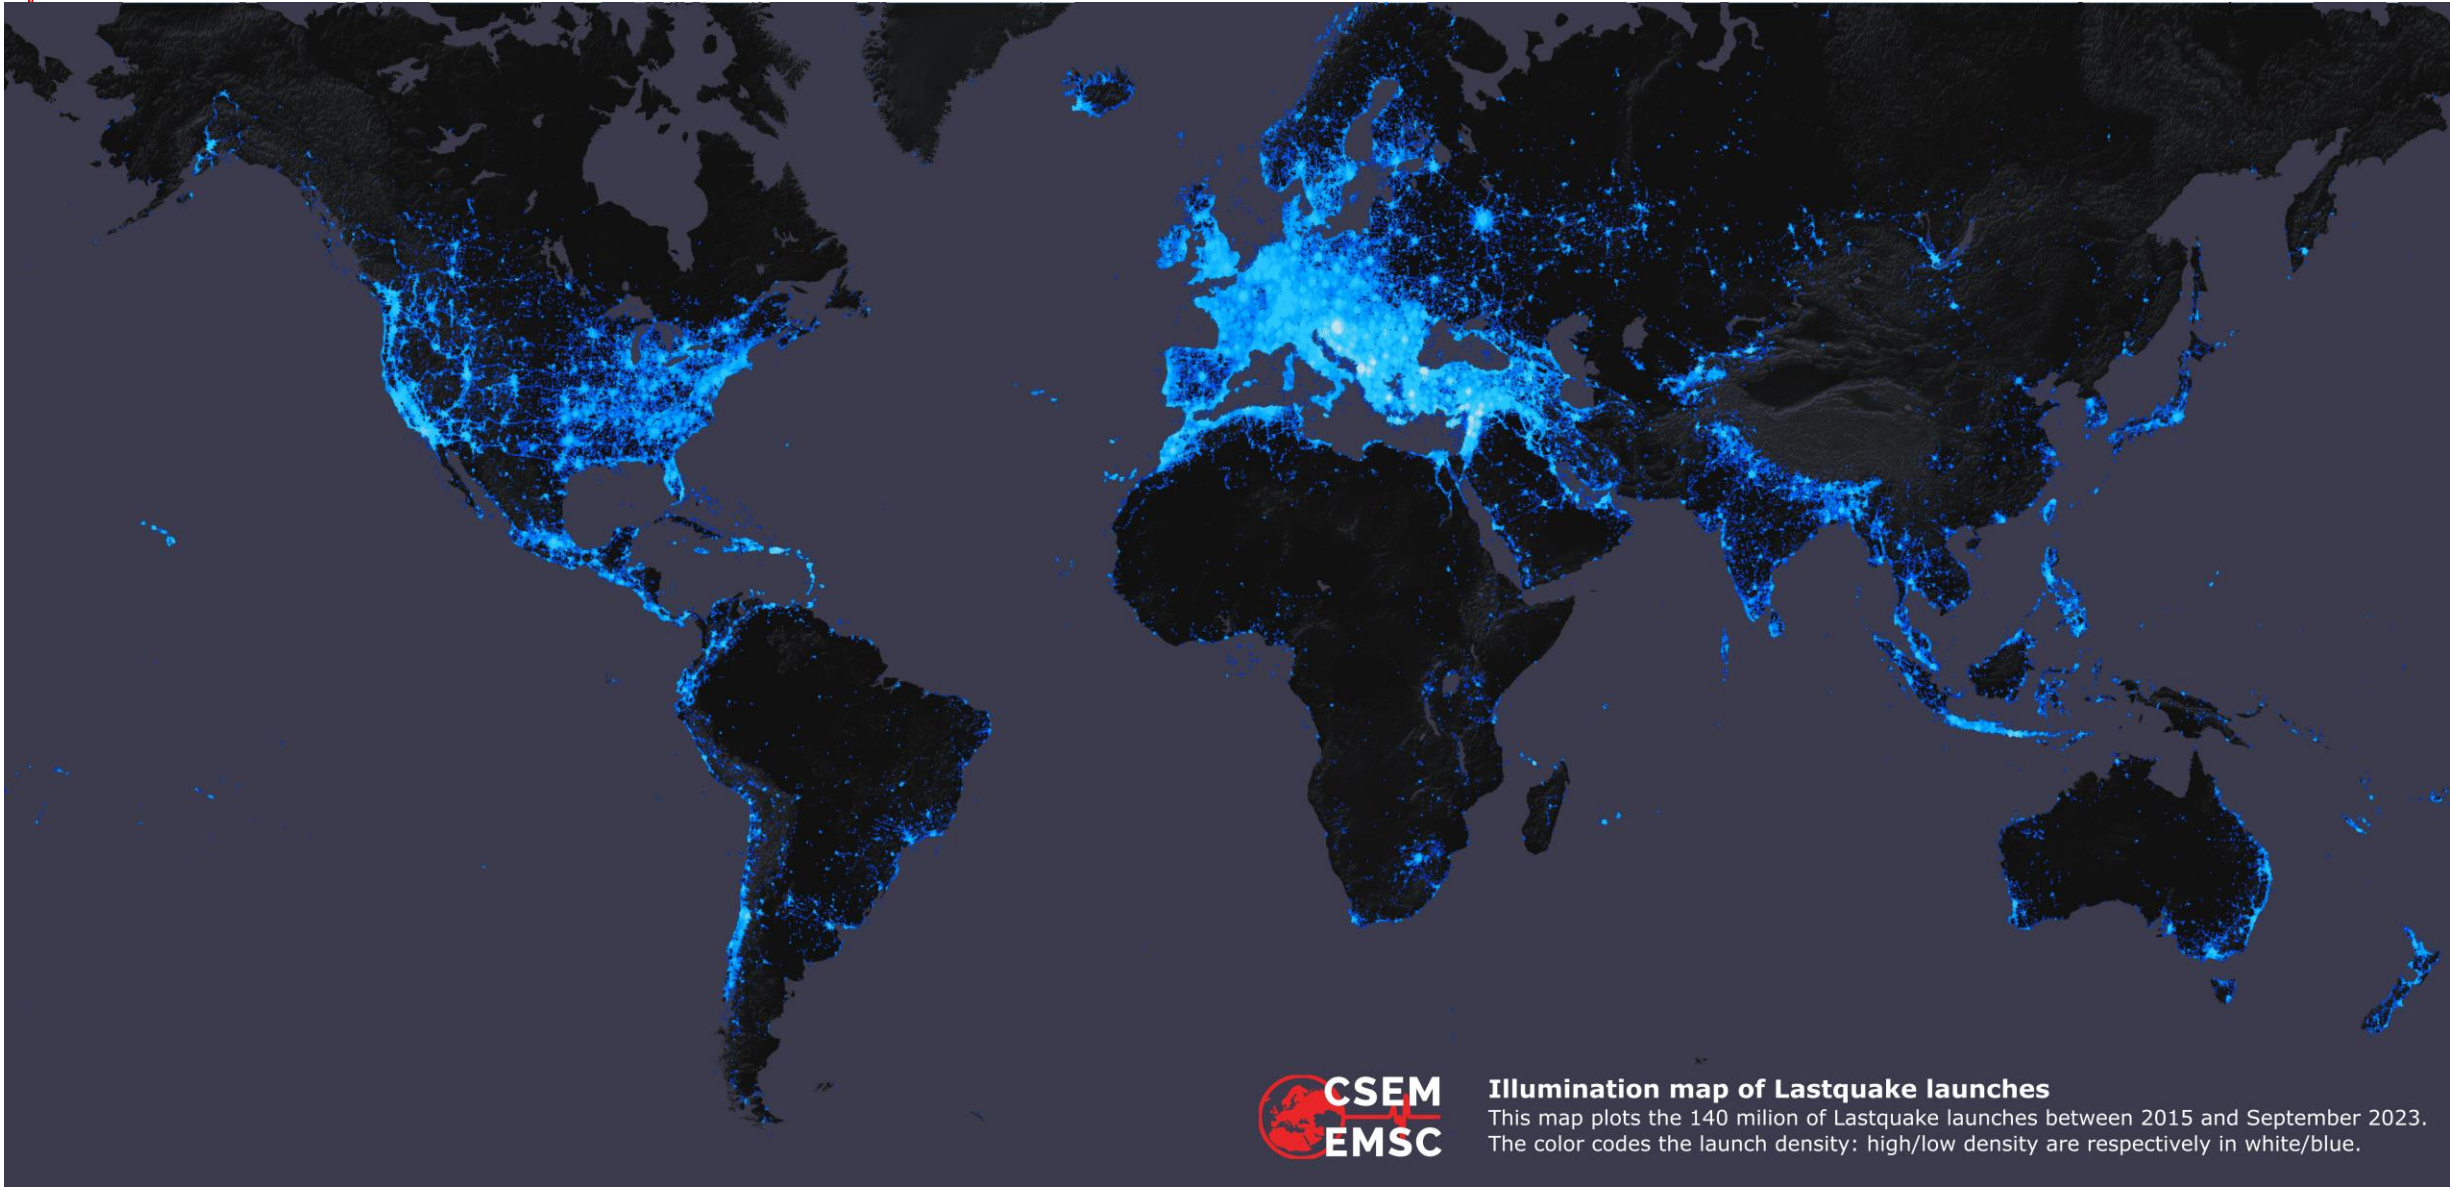 CSEM
EMSC
Illumination map of Lastquake launches
This map plots the 140 milion of Lastquake launches between 2015 and September 2023.
The color codes the launch density: high/low density are respectively in white/blue.